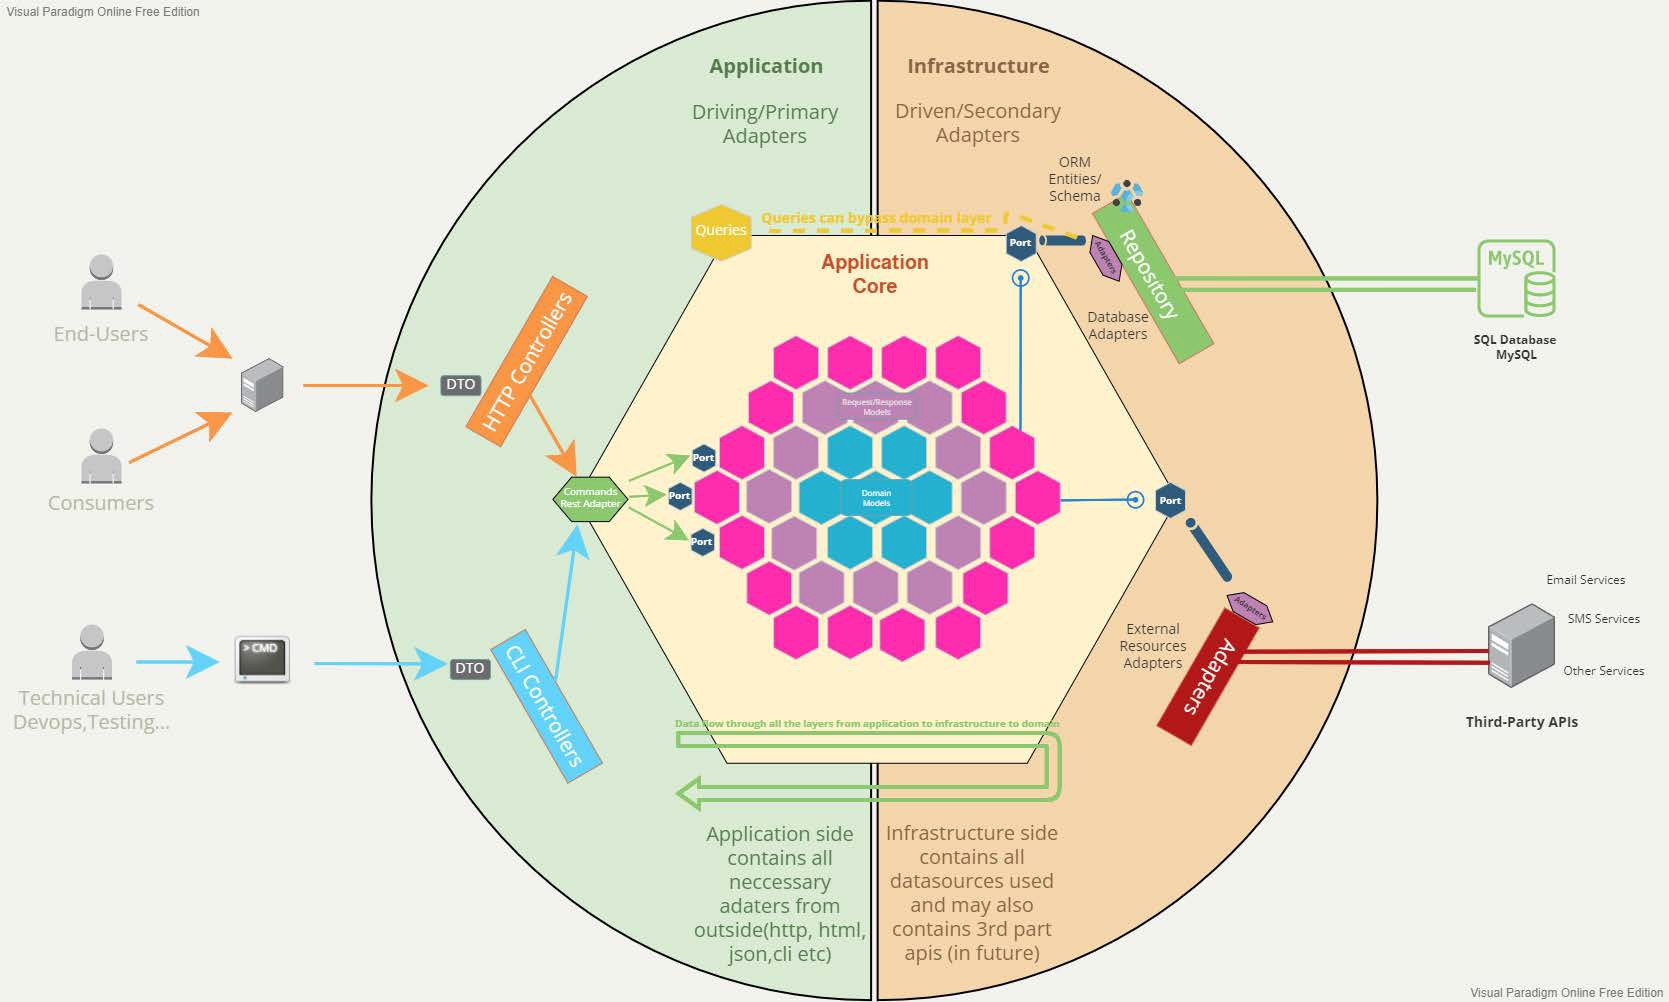 Visual Paradigm Online Free Edition
Application
Driving/Primary
Adapters
Infrastructure
Driven/Secondary
Adapters
ORM
Entities/
Schema
Queries
Queries can bypass domain layer
Port
Adapters
Repository
Database
Adapters
MySQL
SQL Database
MySQL
Application
Core
End-Users
Consumers
DTO
HTTP Controllers
Commands
Rest Adapter
Port
Port
Port
Request/Response
Models
Domain
Models
Port
Adapters
External
Resources
Adapters
Adapters
Email Services
SMS Services
Other Services
Third-Party APIs
> CMD
Technical Users
Devops,Testing...
DTO
CLI Controllers
Data flow through all the layers from application to infrastructure to domain
Application side
contains all
neccessary
adaters from
outside(http, html,
json,cli etc)
Infrastructure side
contains all
datasources used
and may also
contains 3rd part
apis (in future)
Visual Paradigm Online Free Edition